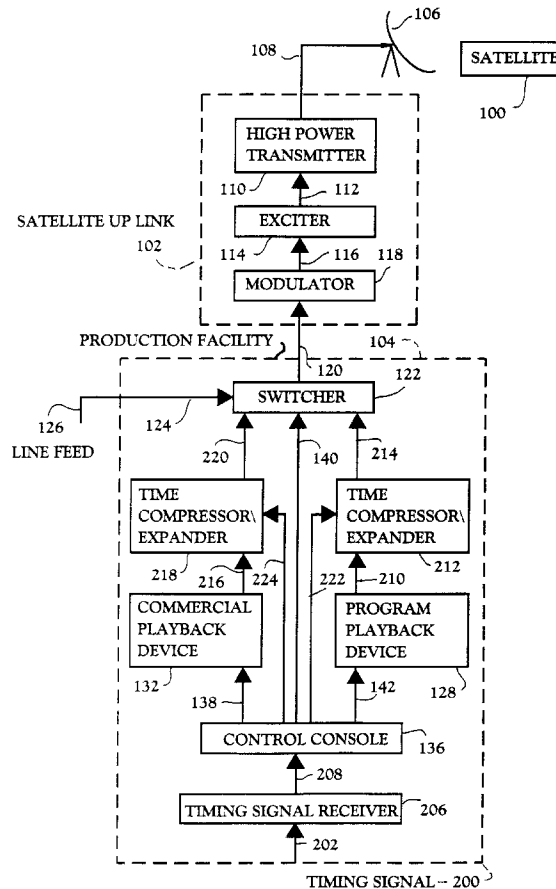 106
108
SATELLITE
100
HIGH POWER
TRANSMITTER
110
112
EXCITER
SATELLITE UP LINK
102
114
116
118
MODULATOR
PRODUCTION FACILITY
104
120
SWITCHER
122
126
124
LINE FEED
220
140
214
TIME
COMPRESSOR\
EXPANDER
TIME
COMPRESSOR\
EXPANDER
218
216
224
222
210
212
COMMERCIAL
PLAYBACK
DEVICE
PROGRAM
PLAYBACK
DEVICE
132
138
142
128
CONTROL CONSOLE
136
208
TIMING SIGNAL RECEIVER
206
202
TIMING SIGNAL - 200